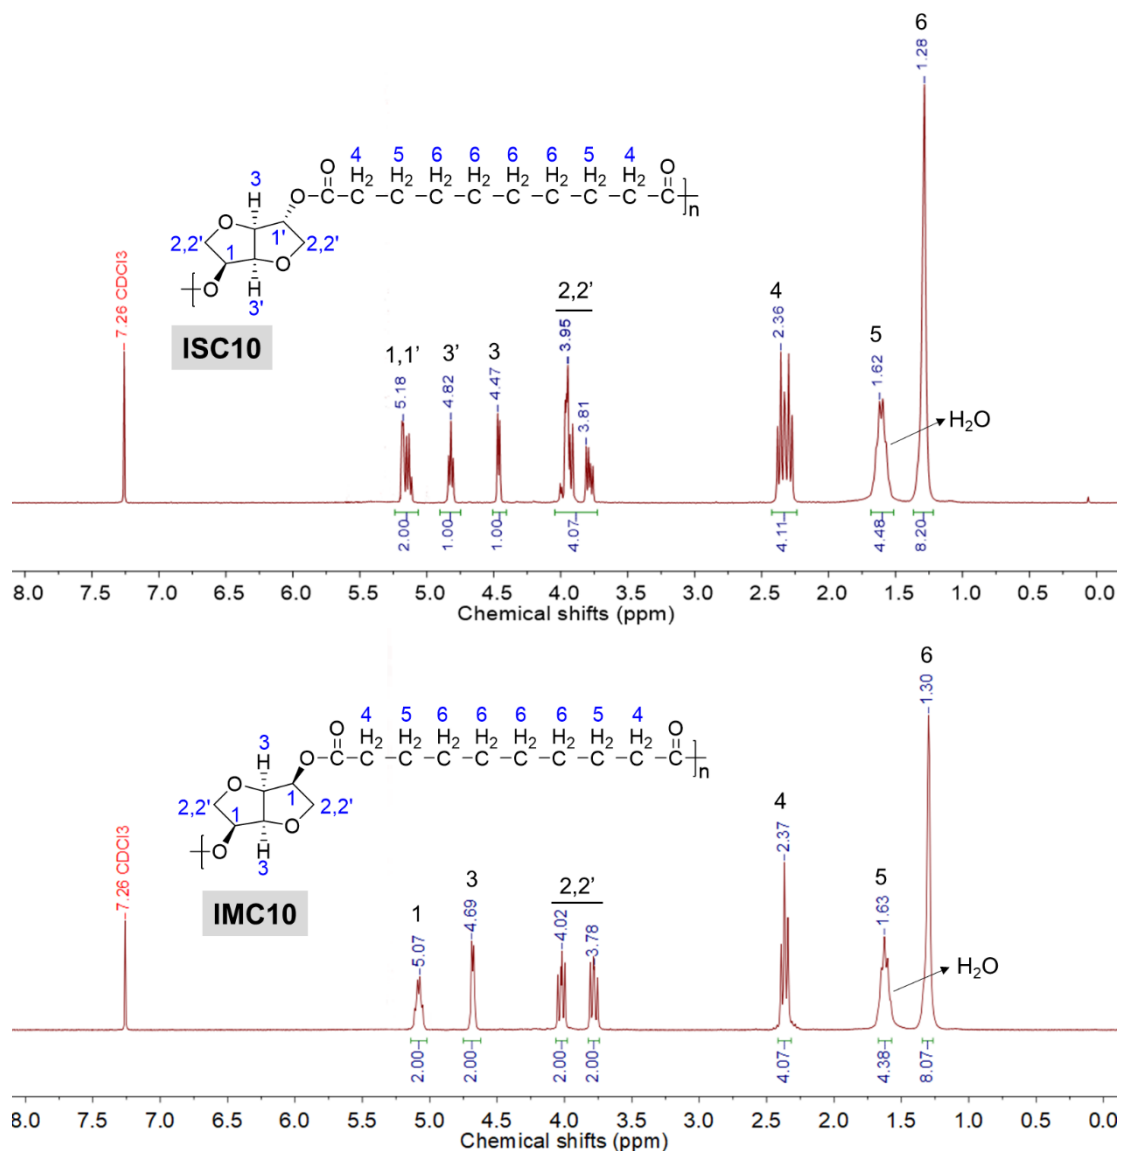 6
1.28
4 5 6 6 6 6 5 4
O H2 H2 H2 H2 H2 H2 H2 H2 O
3
H O C C C C C C C C C C n
O
2,2' 1' 2,2'
1 O
O H
3'
ISC10
7.26 CDCl3
1,1’
5.18
3’
4.82
3
4.47
2,2’
3.95
3.81
4
2.36
5
1.62
H2O
2.00 1.00 1.00 4.07 4.11 4.48 8.20
8.0 7.5 7.0 6.5 6.0 5.5 5.0 4.5 4.0 3.5 3.0 2.5 2.0 1.5 1.0 0.5 0.0
Chemical shifts (ppm)
6
1.30
4 5 6 6 6 6 5 4
O H2 H2 H2 H2 H2 H2 H2 H2 O
3
H O C C C C C C C C C C n
O
2,2' 1 2,2'
1 O
O H
3
IMC10
7.26 CDCl3
1
5.07
3
4.69
2,2’
4.02
3.78
4
2.37
5
1.63
H2O
2.00 2.00 2.00 2.00 4.07 4.38 8.07
8.0 7.5 7.0 6.5 6.0 5.5 5.0 4.5 4.0 3.5 3.0 2.5 2.0 1.5 1.0 0.5 0.0
Chemical shifts (ppm)